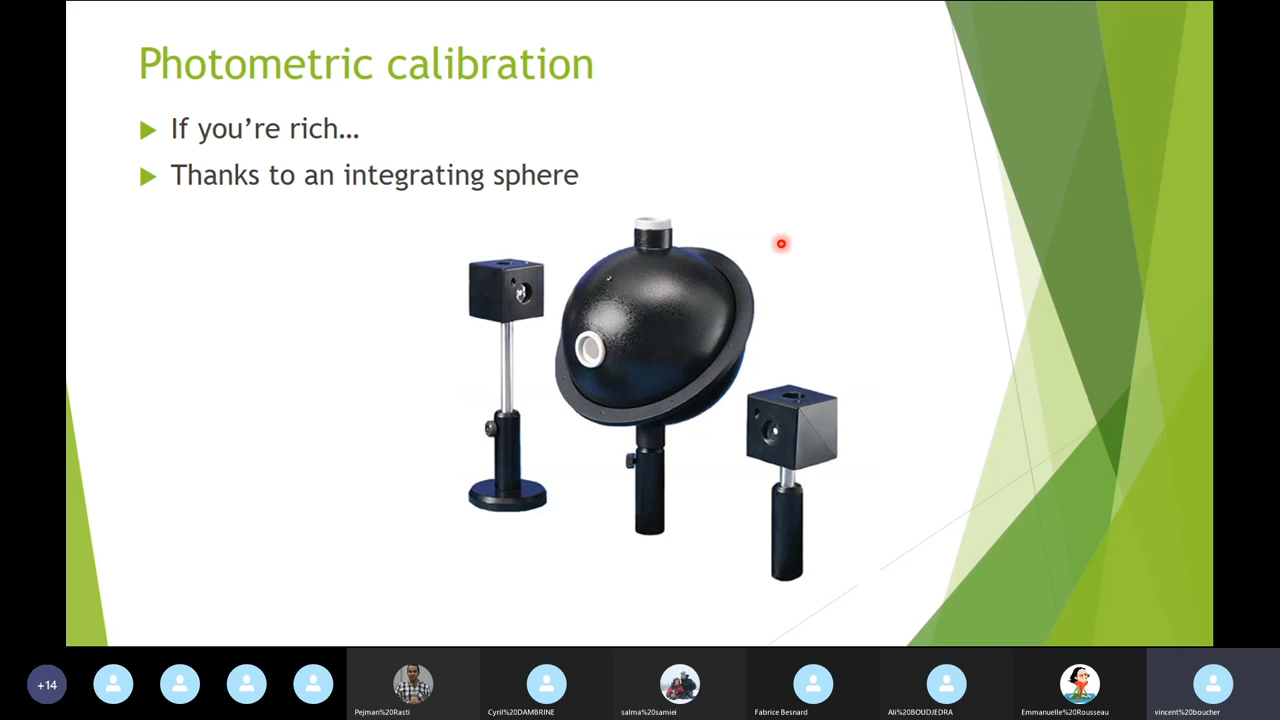 Photometric calibration
If you're rich...
Thanks to an integrating sphere
+14
Pejman%20Rasti
Cyril%20DAMBRINE
salma%20samiei
Fabrice Besnard
Ali%20BOUDJEDRA
Emmanuelle%20Rousseau
vincent%20boucher